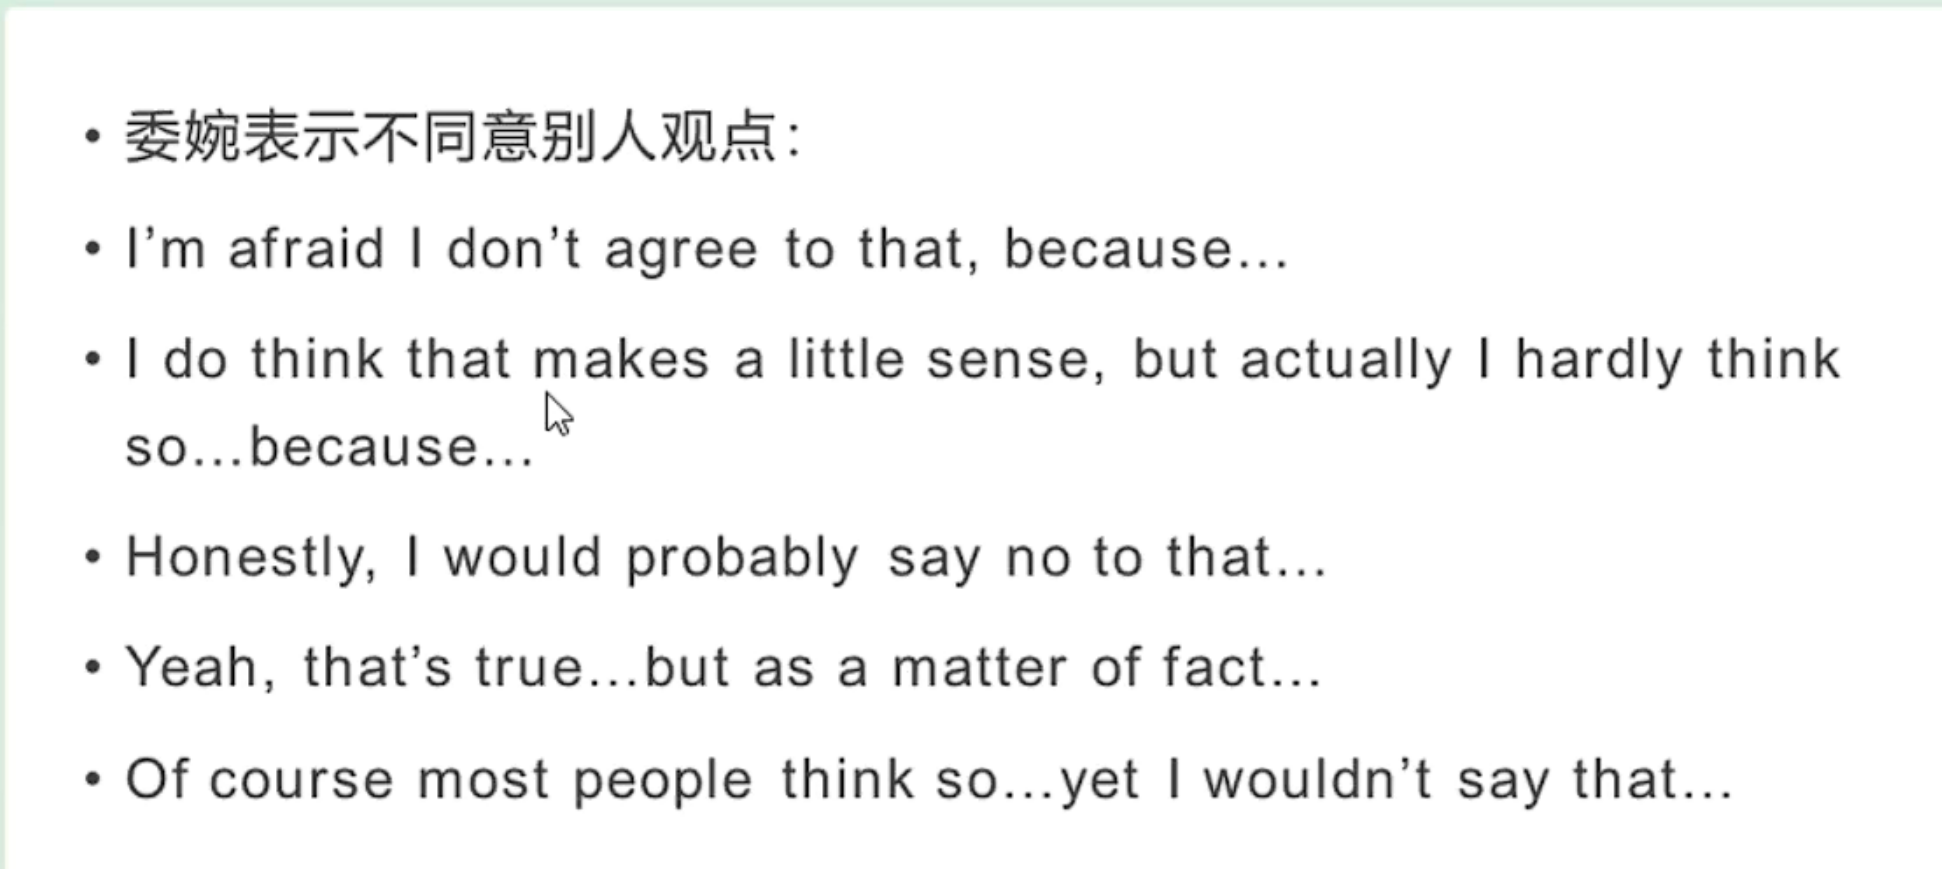 • 委婉表示不同意别人观点：
• I’m afraid I don’t agree to that, because...
• I do think that makes a little sense, but actually I hardly think
so...because...
• Honestly, I would probably say no to that...
• Yeah, that’s true...but as a matter of fact...
• Of course most people think so...yet I wouldn’t say that...